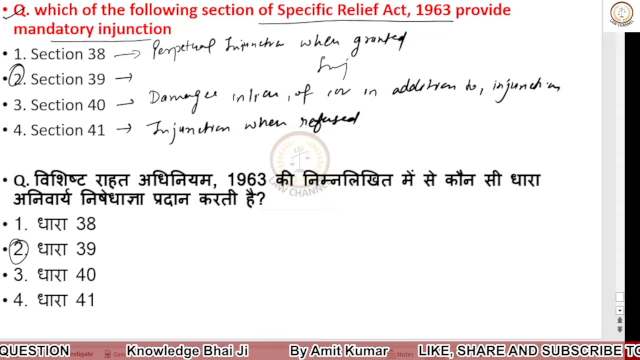 Q. which of the following section of Specific Relief Act, 1963 provide
mandatory injunction
• 1. Section 38 → Perpetual Injunction when granted
• 2. Section 39 →
Inj
• 3. Section 40 → Damages in lieu, of or in addition to, injunction
• 4. Section 41 → Injunction when refused
LAW CHANNEL
• Q. विशिष्ट राहत अधिनियम, 1963 की निम्नलिखित में से कौन सी धारा
अनिवार्य निषेधाज्ञा प्रदान करती है?
• 1. धारा 38
• 2. धारा 39
• 3. धारा 40
• 4. धारा 41
QUESTION Knowledge Bhai Ji By Amit Kumar LIKE, SHARE AND SUBSCRIBE TO